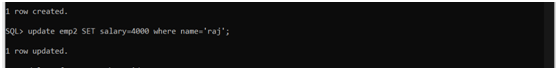 1 row created.
SQL> update emp2 SET salary=4000 where name='raj';
1 row updated.